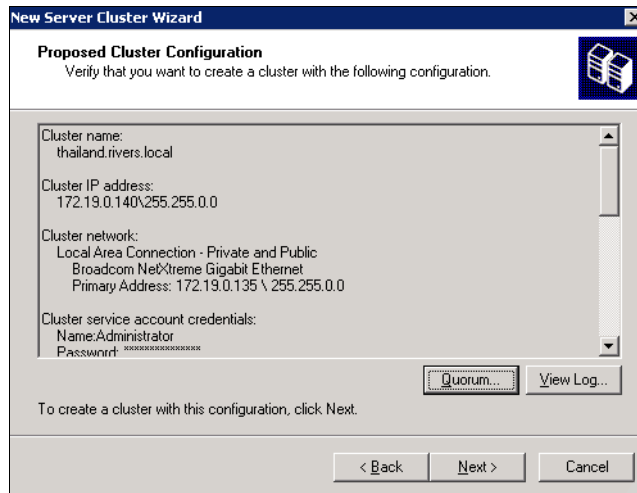 New Server Cluster Wizard
Proposed Cluster Configuration
Verify that you want to create a cluster with the following configuration.
Cluster name:
thailand.rivers.local
Cluster IP address:
172.19.0.140\255.255.0.0
Cluster network:
Local Area Connection - Private and Public
Broadcom NetXtreme Gigabit Ethernet
Primary Address: 172.19.0.135 \ 255.255.0.0
Cluster service account credentials:
Name:Administrator
Password: ***************
Quorum... View Log...
To create a cluster with this configuration, click Next.
< Back Next > Cancel